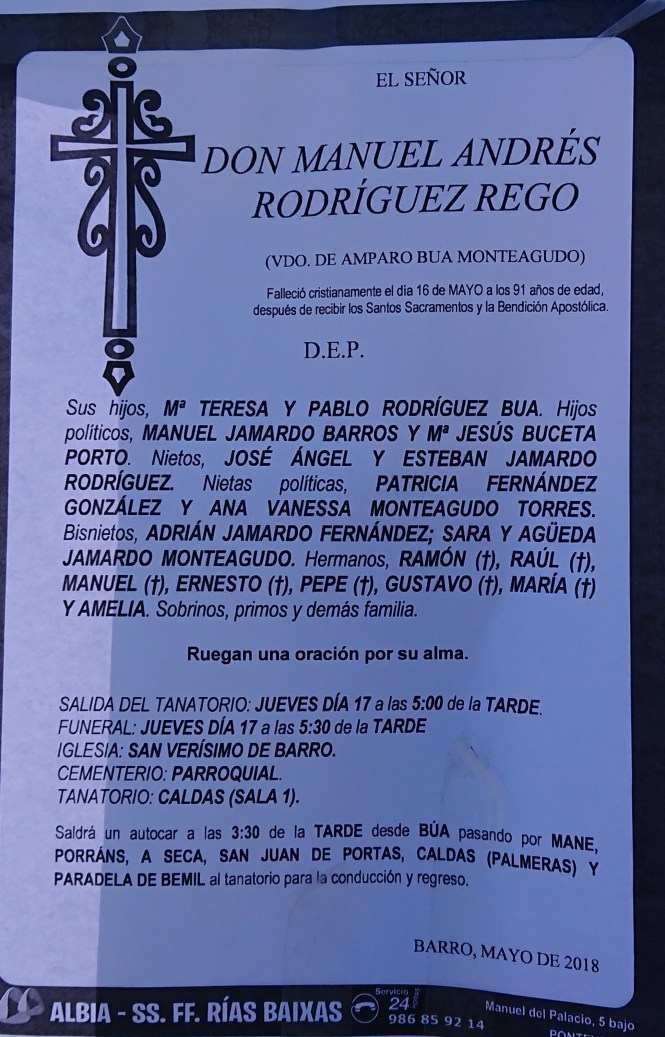 EL SEÑOR
DON MANUEL ANDRÉS
RODRÍGUEZ REGO
(VDO. DE AMPARO BUA MONTEAGUDO)
Falleció cristianamente el día 16 de MAYO a los 91 años de edad,
después de recibir los Santos Sacramentos y la Bendición Apostólica.
D.E.P.
Sus hijos, Mª TERESA Y PABLO RODRÍGUEZ BUA. Hijos
políticos, MANUEL JAMARDO BARROS Y Mª JESÚS BUCETA
PORTO. Nietos, JOSÉ ÁNGEL Y ESTEBAN JAMARDO
RODRÍGUEZ. Nietas políticas, PATRICIA FERNÁNDEZ
GONZÁLEZ Y ANA VANESSA MONTEAGUDO TORRES.
Bisnietos, ADRIÁN JAMARDO FERNÁNDEZ; SARA Y AGÜEDA
JAMARDO MONTEAGUDO. Hermanos, RAMÓN (†), RAÚL (†),
MANUEL (†), ERNESTO (†), PEPE (†), GUSTAVO (†), MARÍA (†)
Y AMELIA. Sobrinos, primos y demás familia.
Ruegan una oración por su alma.
SALIDA DEL TANATORIO: JUEVES DÍA 17 a las 5:00 de la TARDE.
FUNERAL: JUEVES DÍA 17 a las 5:30 de la TARDE
IGLESIA: SAN VERÍSIMO DE BARRO.
CEMENTERIO: PARROQUIAL.
TANATORIO: CALDAS (SALA 1).
Saldrá un autocar a las 3:30 de la TARDE desde BÚA pasando por MANE,
PORRÁNS, A SECA, SAN JUAN DE PORTAS, CALDAS (PALMERAS) Y
PARADELA DE BEMIL al tanatorio para la conducción y regreso.
BARRO, MAYO DE 2018
ALBIA - SS. FF. RÍAS BAIXAS
Servicio
24
986 85 92 14
Manuel del Palacio, 5 bajo